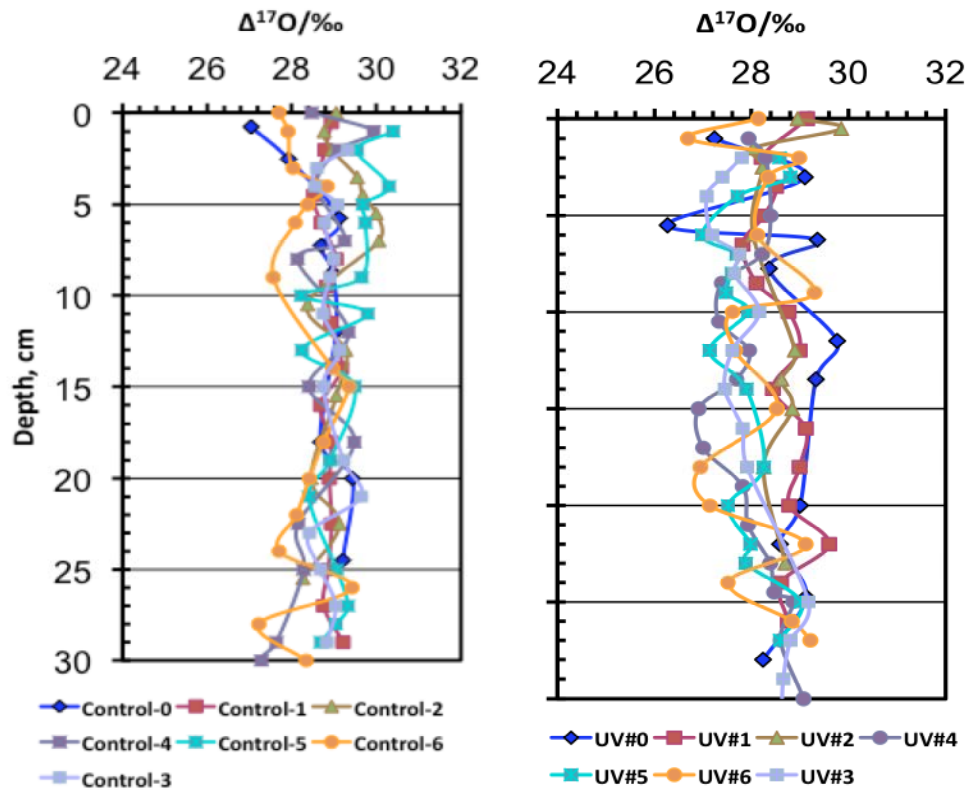 Δ¹⁷O/‰
24 26 28 30 32
0
5
10
15
20
25
30
Depth, cm
Control-0 Control-1 Control-2
Control-4 Control-5 Control-6
Control-3
Δ¹⁷O/‰
24 26 28 30 32
UV#0 UV#1 UV#2 UV#4
UV#5 UV#6 UV#3